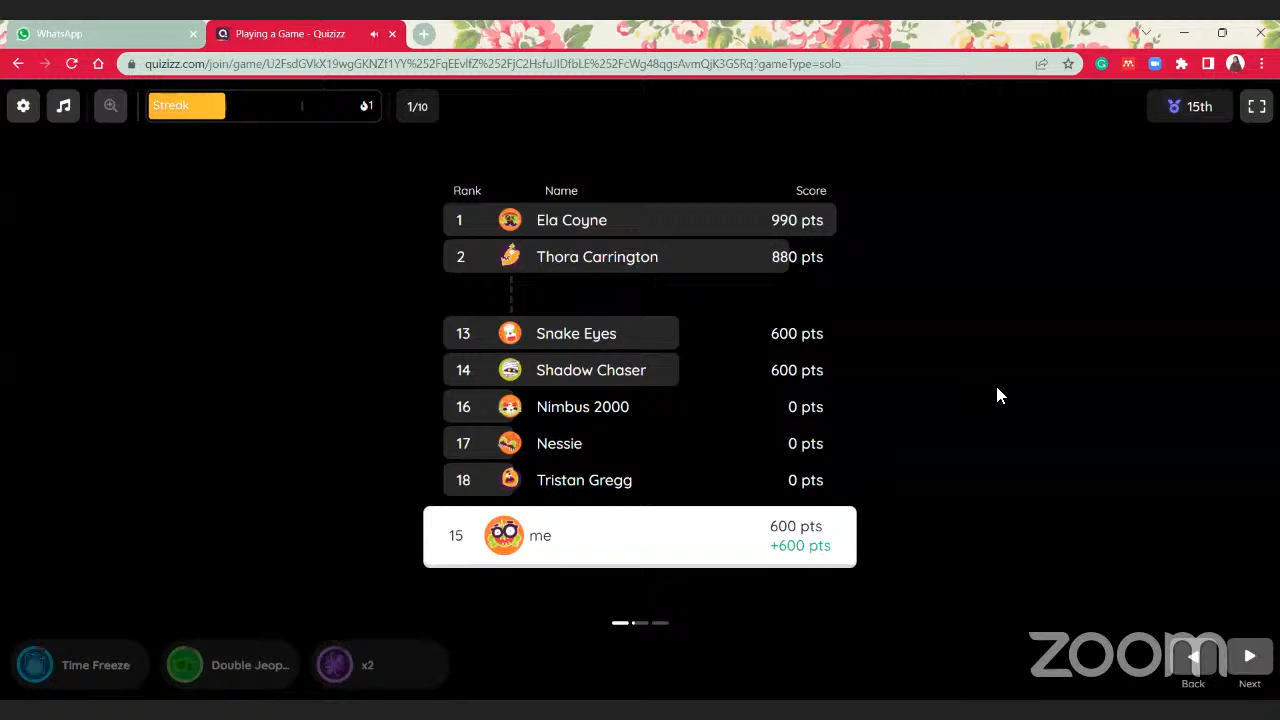 WhatsApp
Playing a Game - Quizizz
quizizz.com/join/game/U2FsdGVkX19wgGKNZf1YY%252FqEEvlfZ%252FjC2HsfuJIDfbLE%252FcWg48qgsAvmQjK3GSRq?gameType=solo
Streak
1
1/10
15th
Rank Name Score
1 Ela Coyne 990 pts
2 Thora Carrington 880 pts
13 Snake Eyes 600 pts
14 Shadow Chaser 600 pts
16 Nimbus 2000 0 pts
17 Nessie 0 pts
18 Tristan Gregg 0 pts
15 me 600 pts
+600 pts
Time Freeze
Double Jeop...
x2
zoom
Back
Next